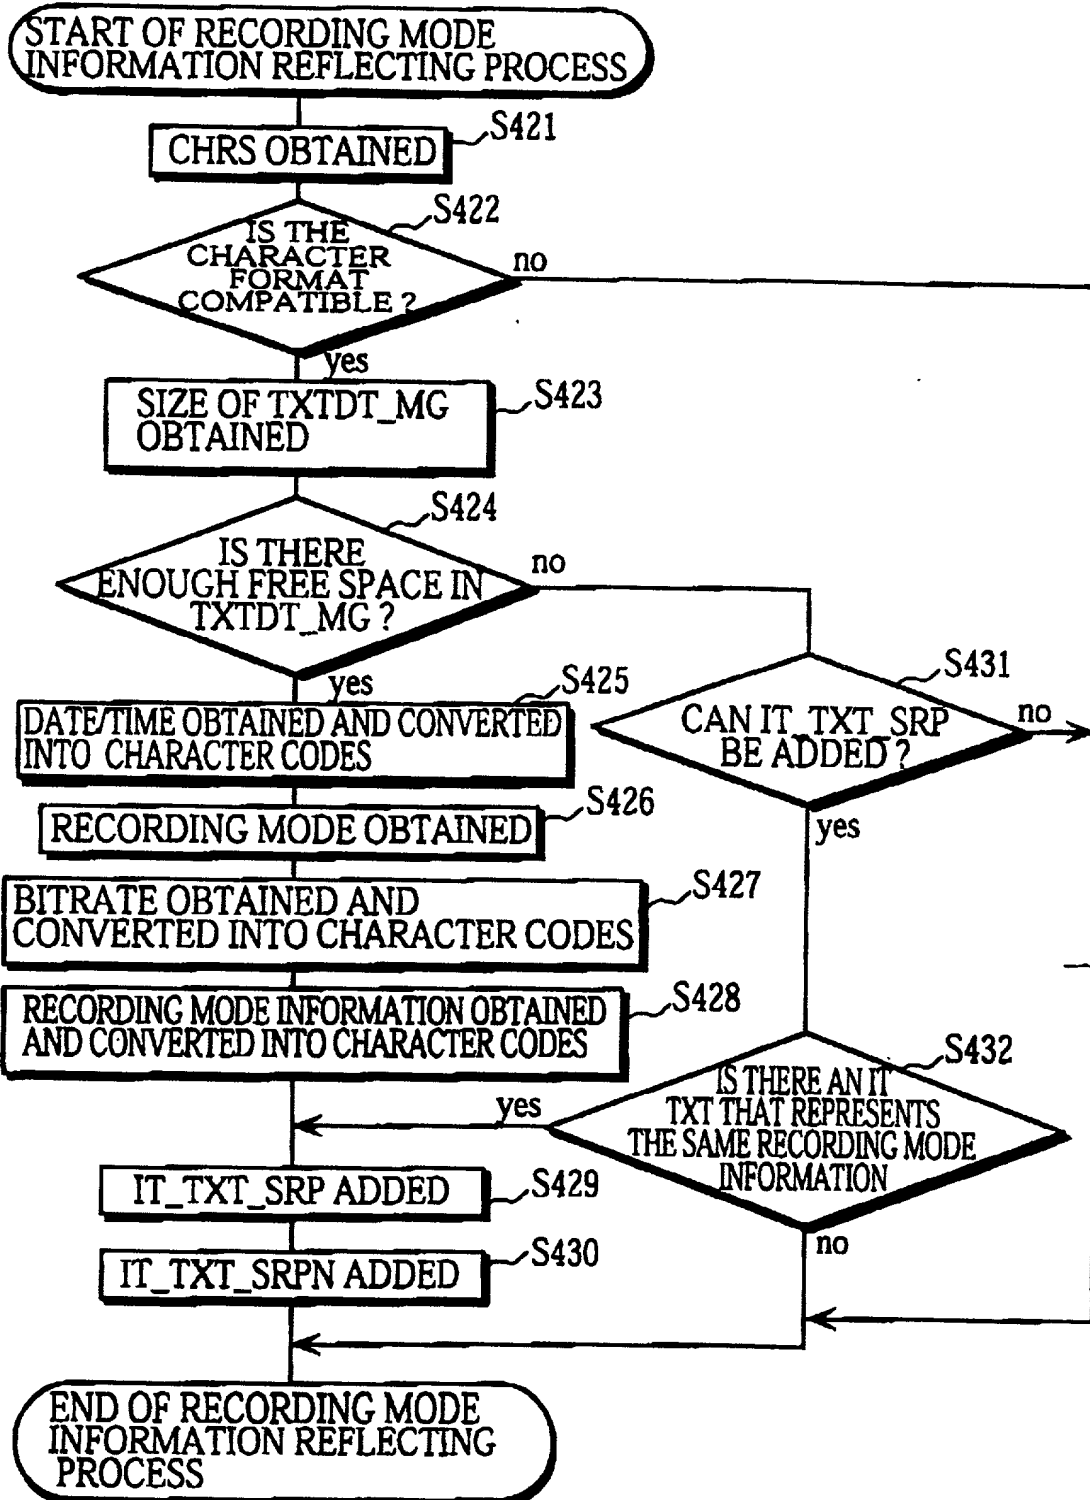 START OF RECORDING MODE
INFORMATION REFLECTING PROCESS
S421
CHRS OBTAINED
S422
IS THE
CHARACTER
FORMAT
COMPATIBLE ?
no
yes
S423
SIZE OF TXTDT_MG
OBTAINED
S424
IS THERE
ENOUGH FREE SPACE IN
TXTDT_MG ?
no
yes
S425
DATE/TIME OBTAINED AND CONVERTED
INTO CHARACTER CODES
S431
CAN IT_TXT_SRP
BE ADDED ?
no
yes
S426
RECORDING MODE OBTAINED
S427
BITRATE OBTAINED AND
CONVERTED INTO CHARACTER CODES
S428
RECORDING MODE INFORMATION OBTAINED
AND CONVERTED INTO CHARACTER CODES
S432
IS THERE AN IT
TXT THAT REPRESENTS
THE SAME RECORDING MODE
INFORMATION
yes
no
S429
IT_TXT_SRP ADDED
S430
IT_TXT_SRPN ADDED
END OF RECORDING MODE
INFORMATION REFLECTING
PROCESS